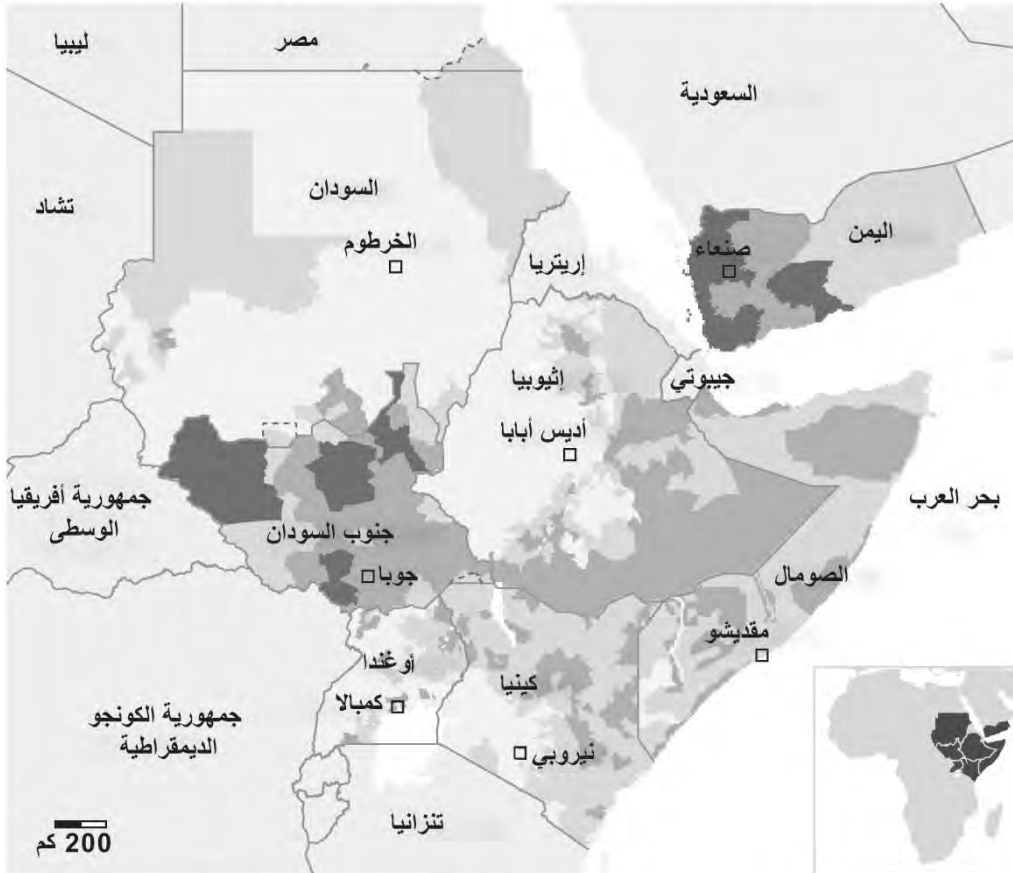 ليبيا
مصر
السعودية
تشاد
السودان
الخرطوم
إريتريا
صنعاء
اليمن
جيبوتي
إثيوبيا
أديس أبابا
جمهورية أفريقيا
الوسطى
بحر العرب
جنوب السودان
جوبا
الصومال
مقديشو
أوغندا
كمبالا
كينيا
جمهورية الكونجو
الديمقراطية
نيروبي
تنزانيا
200 كم